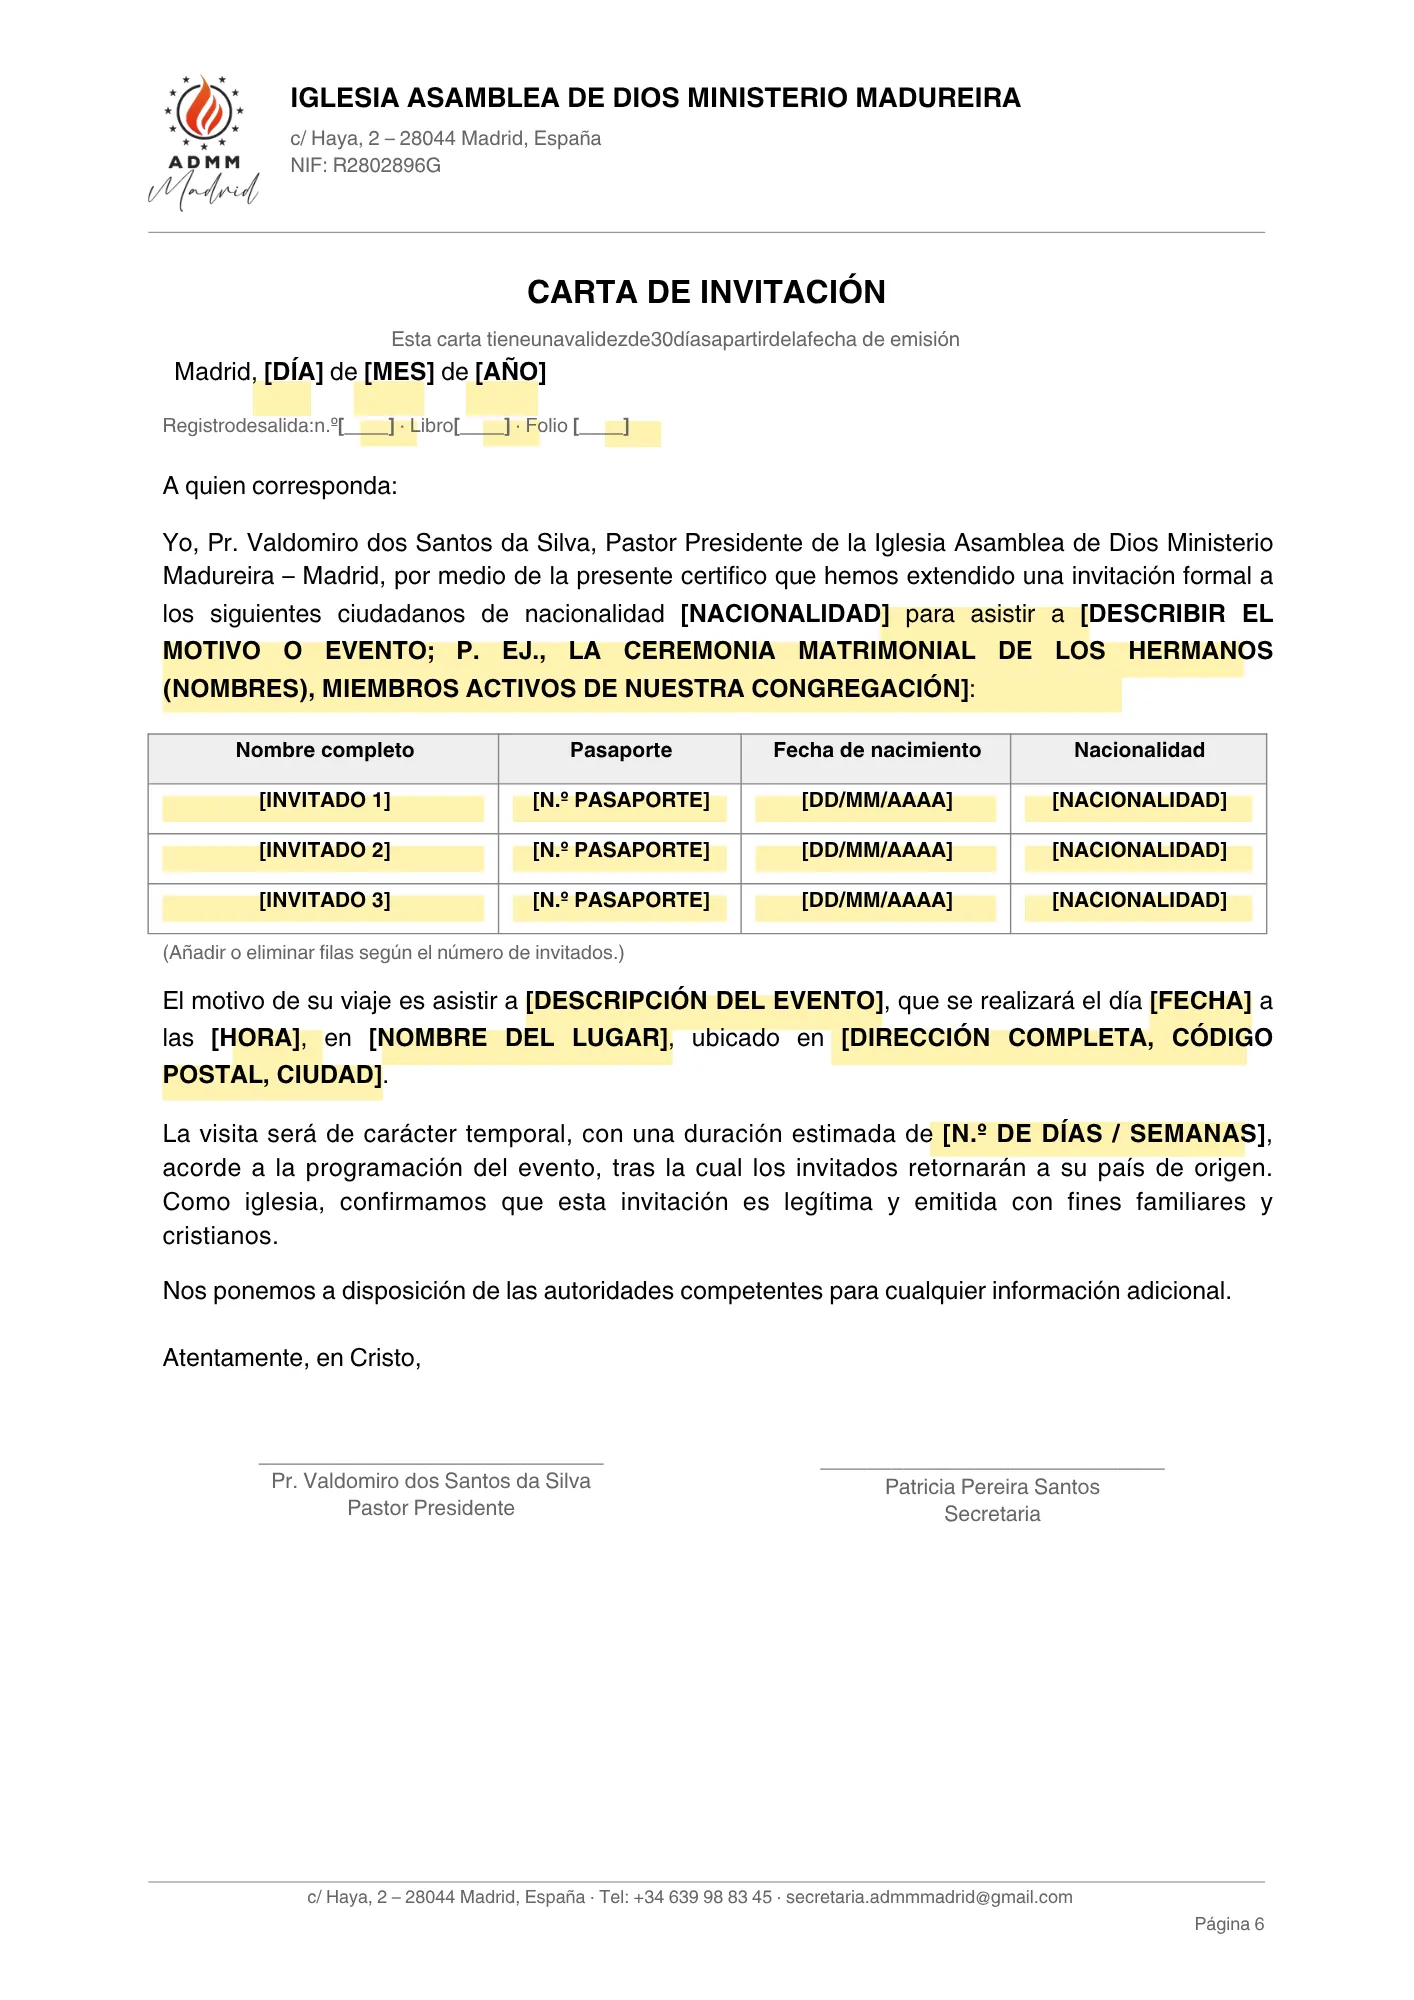 ADMM
Madrid
IGLESIA ASAMBLEA DE DIOS MINISTERIO MADUREIRA
c/ Haya, 2 – 28044 Madrid, España
NIF: R2802896G
CARTA DE INVITACIÓN
Esta carta tieneunavalidezde30díasapartirdelafecha de emisión
Madrid, [DÍA] de [MES] de [AÑO]
Registrodesalida:n.º[____] · Libro[____] · Folio [____]
A quien corresponda:
Yo, Pr. Valdomiro dos Santos da Silva, Pastor Presidente de la Iglesia Asamblea de Dios Ministerio
Madureira – Madrid, por medio de la presente certifico que hemos extendido una invitación formal a
los siguientes ciudadanos de nacionalidad [NACIONALIDAD] para asistir a [DESCRIBIR EL
MOTIVO O EVENTO; P. EJ., LA CEREMONIA MATRIMONIAL DE LOS HERMANOS
(NOMBRES), MIEMBROS ACTIVOS DE NUESTRA CONGREGACIÓN]:
Nombre completo Pasaporte Fecha de nacimiento Nacionalidad
[INVITADO 1] [N.º PASAPORTE] [DD/MM/AAAA] [NACIONALIDAD]
[INVITADO 2] [N.º PASAPORTE] [DD/MM/AAAA] [NACIONALIDAD]
[INVITADO 3] [N.º PASAPORTE] [DD/MM/AAAA] [NACIONALIDAD]
(Añadir o eliminar filas según el número de invitados.)
El motivo de su viaje es asistir a [DESCRIPCIÓN DEL EVENTO], que se realizará el día [FECHA] a
las [HORA], en [NOMBRE DEL LUGAR], ubicado en [DIRECCIÓN COMPLETA, CÓDIGO
POSTAL, CIUDAD].
La visita será de carácter temporal, con una duración estimada de [N.º DE DÍAS / SEMANAS],
acorde a la programación del evento, tras la cual los invitados retornarán a su país de origen.
Como iglesia, confirmamos que esta invitación es legítima y emitida con fines familiares y
cristianos.
Nos ponemos a disposición de las autoridades competentes para cualquier información adicional.
Atentamente, en Cristo,
Pr. Valdomiro dos Santos da Silva
Pastor Presidente
Patricia Pereira Santos
Secretaria
c/ Haya, 2 – 28044 Madrid, España · Tel: +34 639 98 83 45 · secretaria.admmmadrid@gmail.com
Página 6